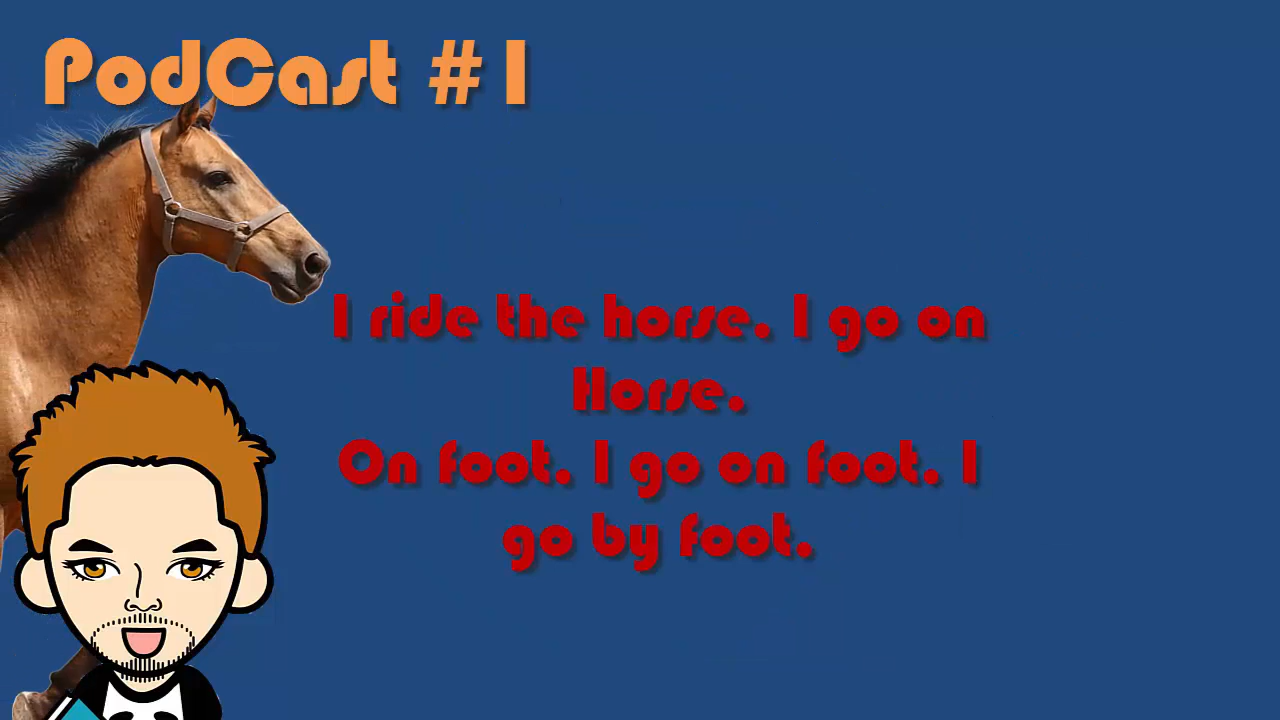 PodCast #1
I ride the horse. I go on
Horse.
On foot. I go on foot. I
go by foot.